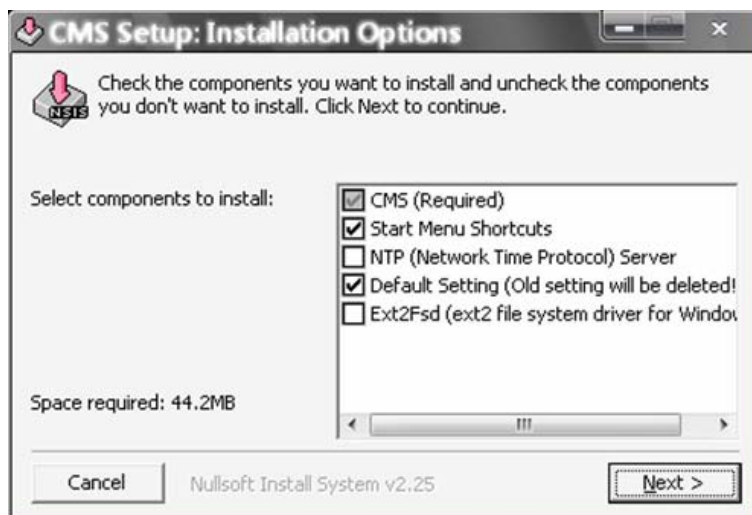 CMS Setup: Installation Options
Check the components you want to install and uncheck the components
you don't want to install. Click Next to continue.
NSIS
Select components to install:
CMS (Required)
Start Menu Shortcuts
NTP (Network Time Protocol) Server
Default Setting (Old setting will be deleted!
Ext2Fsd (ext2 file system driver for Window
Space required: 44.2MB
Cancel
Nullsoft Install System v2.25
Next >